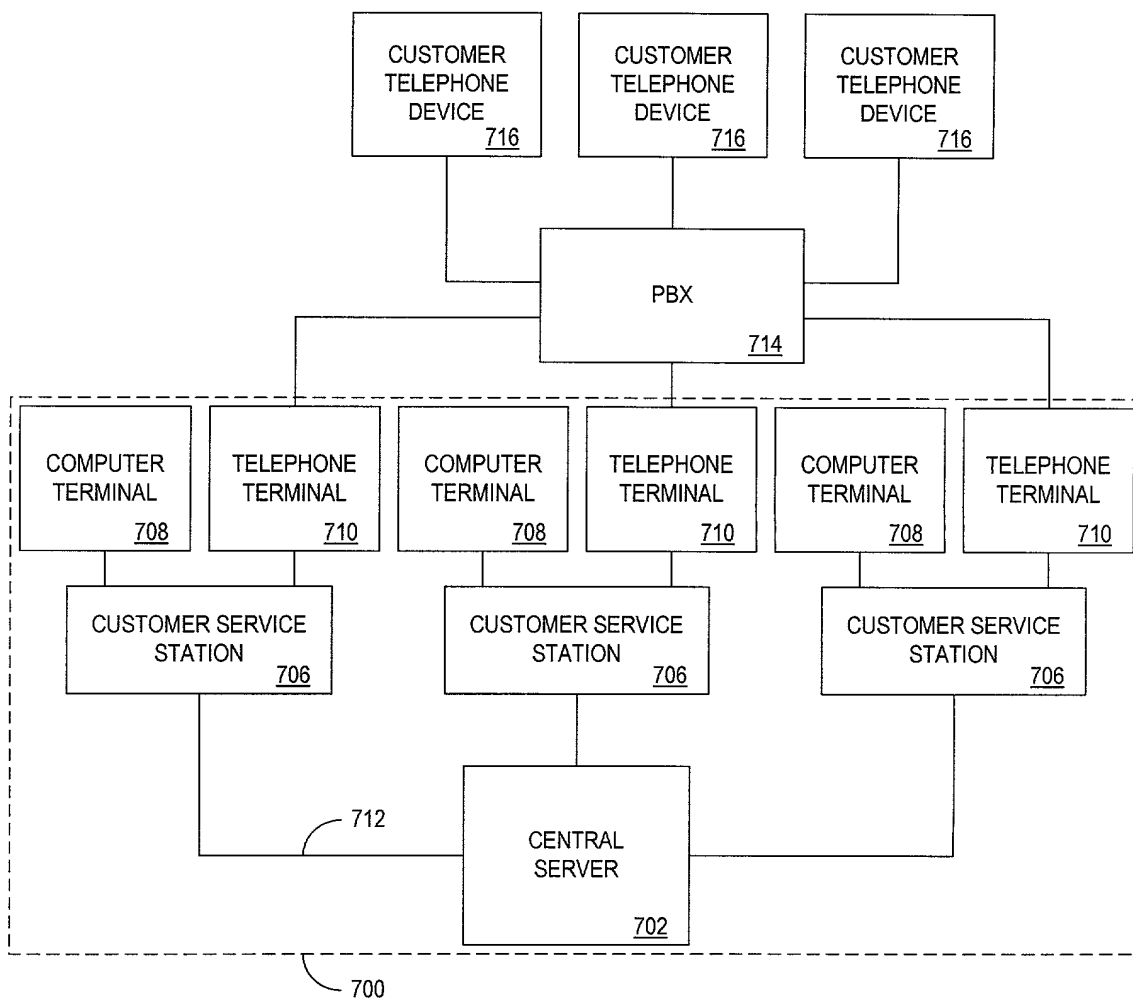 CUSTOMER
TELEPHONE
DEVICE
716
CUSTOMER
TELEPHONE
DEVICE
716
CUSTOMER
TELEPHONE
DEVICE
716
PBX
714
COMPUTER
TERMINAL
708
TELEPHONE
TERMINAL
710
COMPUTER
TERMINAL
708
TELEPHONE
TERMINAL
710
COMPUTER
TERMINAL
708
TELEPHONE
TERMINAL
710
CUSTOMER SERVICE
STATION
706
CUSTOMER SERVICE
STATION
706
CUSTOMER SERVICE
STATION
706
712
CENTRAL
SERVER
702
700